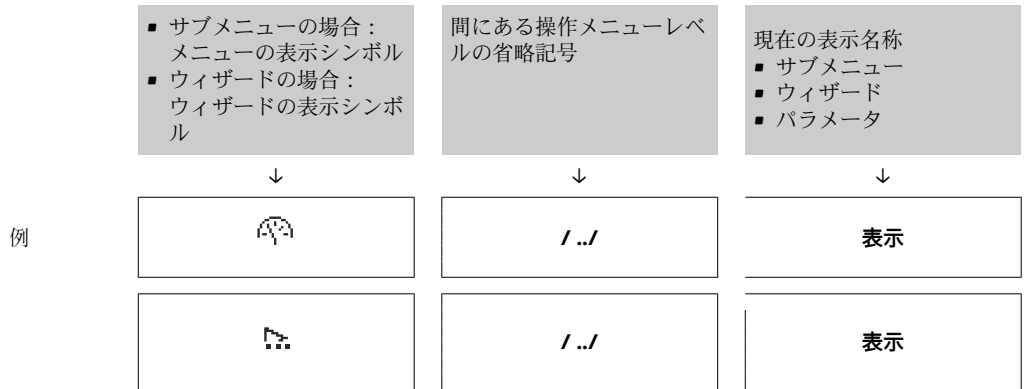 ■ サブメニューの場合：
メニューの表示シンボル
■ ウィザードの場合：
ウィザードの表示シンボ
ル
間にある操作メニューレベ
ルの省略記号
現在の表示名称
■ サブメニュー
■ ウィザード
■ パラメータ
↓ ↓ ↓
例
/ ../
表示
/ ../
表示